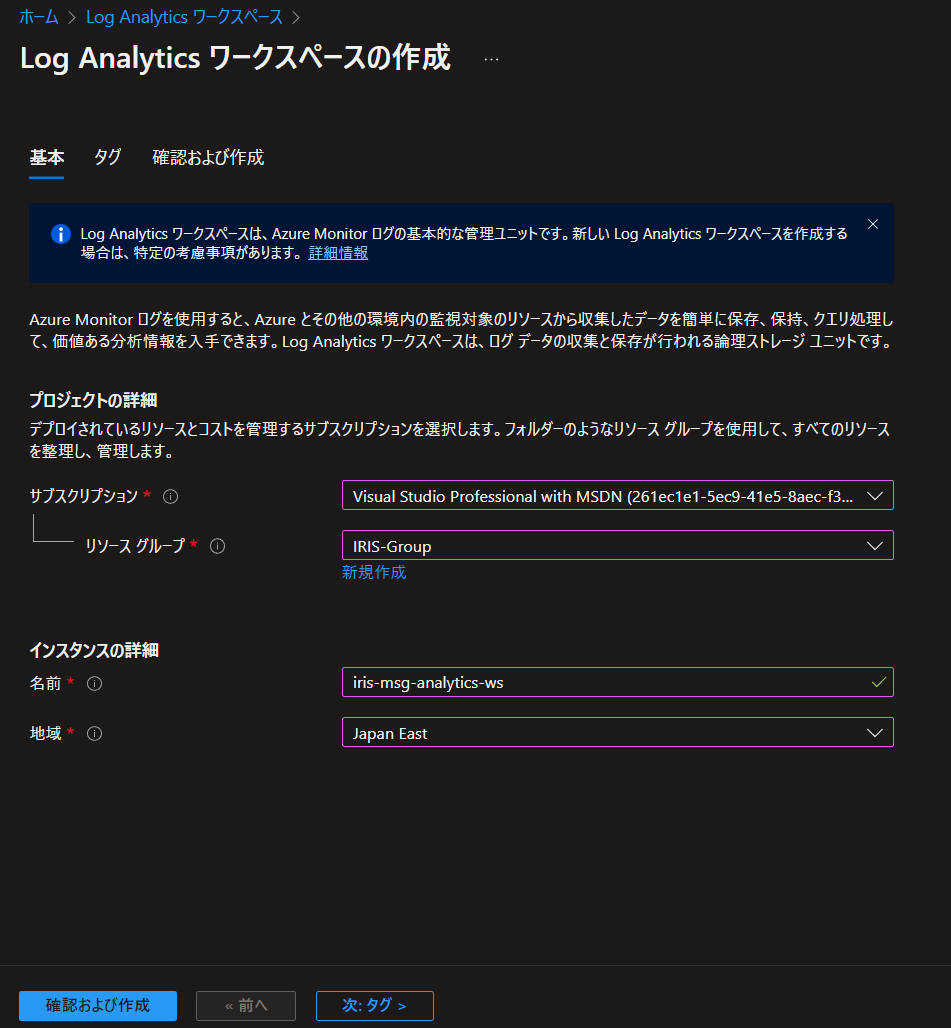 ホーム > Log Analytics ワークスペース >
Log Analytics ワークスペースの作成 ...
基本 タグ 確認および作成
Log Analytics ワークスペースは、Azure Monitor ログの基本的な管理ユニットです。新しい Log Analytics ワークスペースを作成する
場合は、特定の考慮事項があります。 詳細情報
Azure Monitor ログを使用すると、Azure とその他の環境内の監視対象のリソースから収集したデータを簡単に保存、保持、クエリ処理し
て、価値ある分析情報を入手できます。Log Analytics ワークスペースは、ログ データの収集と保存が行われる論理ストレージ ユニットです。
プロジェクトの詳細
デプロイされているリソースとコストを管理するサブスクリプションを選択します。フォルダーのようなリソース グループを使用して、すべてのリソース
を整理し、管理します。
サブスクリプション * Visual Studio Professional with MSDN (261ec1e1-5ec9-41e5-8aec-f3...
リソース グループ * IRIS-Group
新規作成
インスタンスの詳細
名前 * iris-msg-analytics-ws
地域 * Japan East
確認および作成 « 前へ 次: タグ >